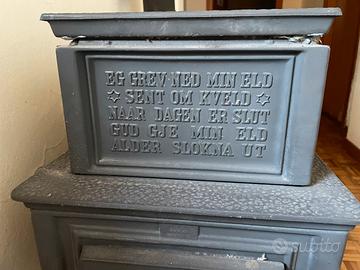 EG GREV NED MIN ELD
SENT OM KVELD
NAAR DAGEN ER SLUT
GUD GJE MIN ELD
ALDER SLOKNA UT
subito